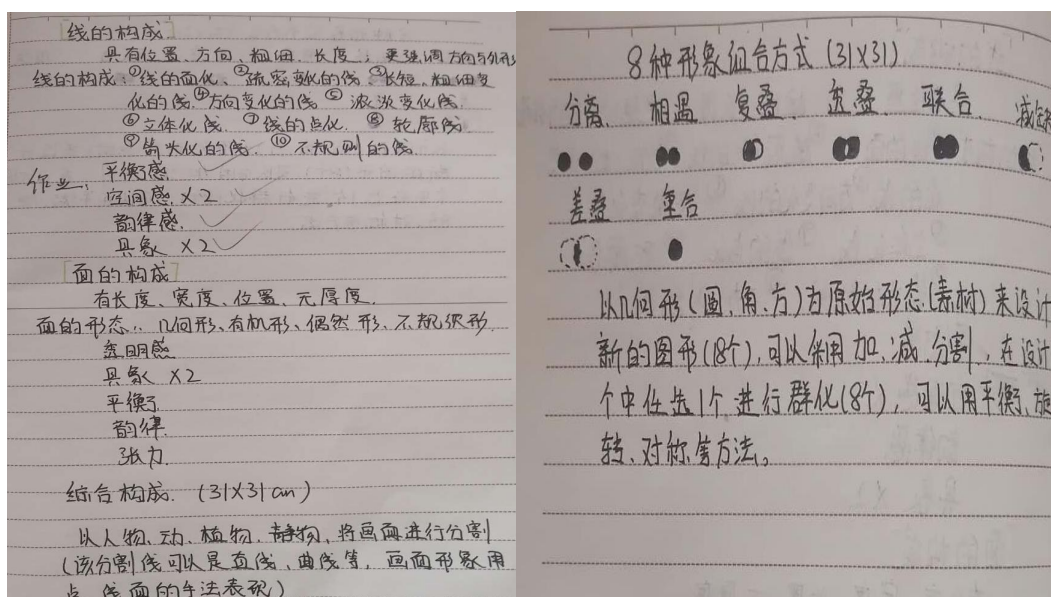 [线的构成]
具有位置、方向、粗细、长度; 更强调方向与外形
线的构成: ①线的面化、②疏密变化的线 ③长短、粗细变
化的线 ④方向变化的线 ⑤浓淡变化线
⑥立体化线. ⑦线的点化. ⑧轮廓线
⑨箭头化的线. ⑩不规则的线
作业:
平衡感
空间感. ×2
韵律感.
具象 ×2
[面的构成]
有长度、宽度、位置、无厚度.
面的形态: 几何形、有机形、偶然形、不规则形
透明感
具象 ×2
平衡
韵律.
张力.
综合构成. (31×31cm)
以人物、动、植物、静物、将画面进行分割
(该分割线可以是直线、曲线等, 画面形象用
点、线面的手法表现)
8种形象组合方式 (31×31)
分离. 相遇 复叠. 透叠. 联合. 减缺
差叠 重合
以几何形(圆、角、方)为原始形态(素材)来设计
新的图形(18个),可以采用加、减、分割, 在设计
个中任选1个进行群化(8个), 可以用平衡、旋
转、对称等方法。